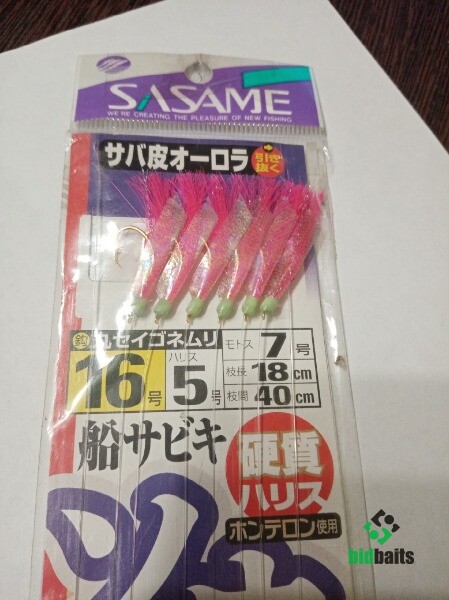 SASAME
WE'RE CREATING THE PLEASURE OF NEW FISHING
サバ皮オーロラ
引き抜く
鈎 丸セイゴネムリ
16号
ハリス
5号
モトス 7号
枝長 18cm
枝間 40cm
船サビキ
硬質
ハリス
ホンテロン使用
bidbaits